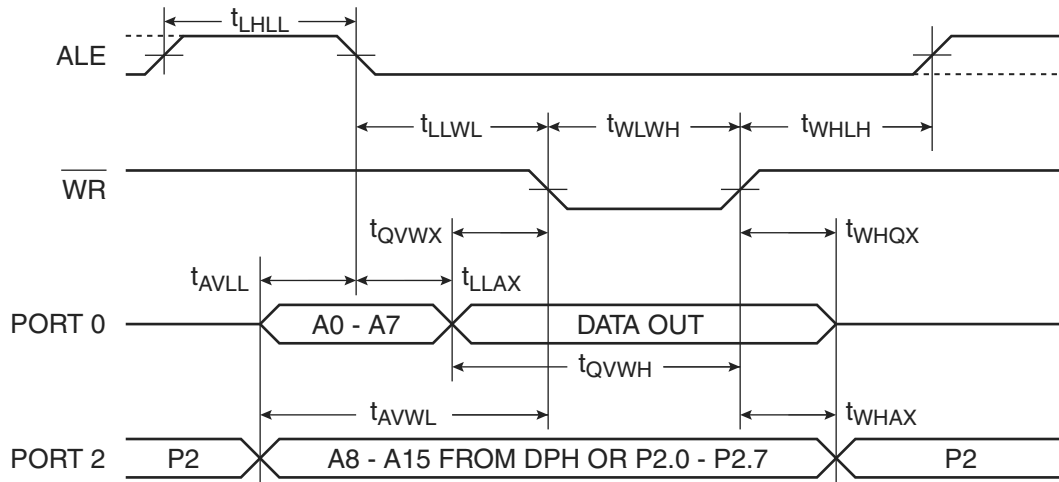 tLHLL
ALE
tLLWL tWLWH tWHLH
WR
tQVWX tWHQX
tAVLL tLLAX
PORT 0 A0 - A7 DATA OUT
tQVWH
tAVWL tWHAX
PORT 2 P2 A8 - A15 FROM DPH OR P2.0 - P2.7 P2